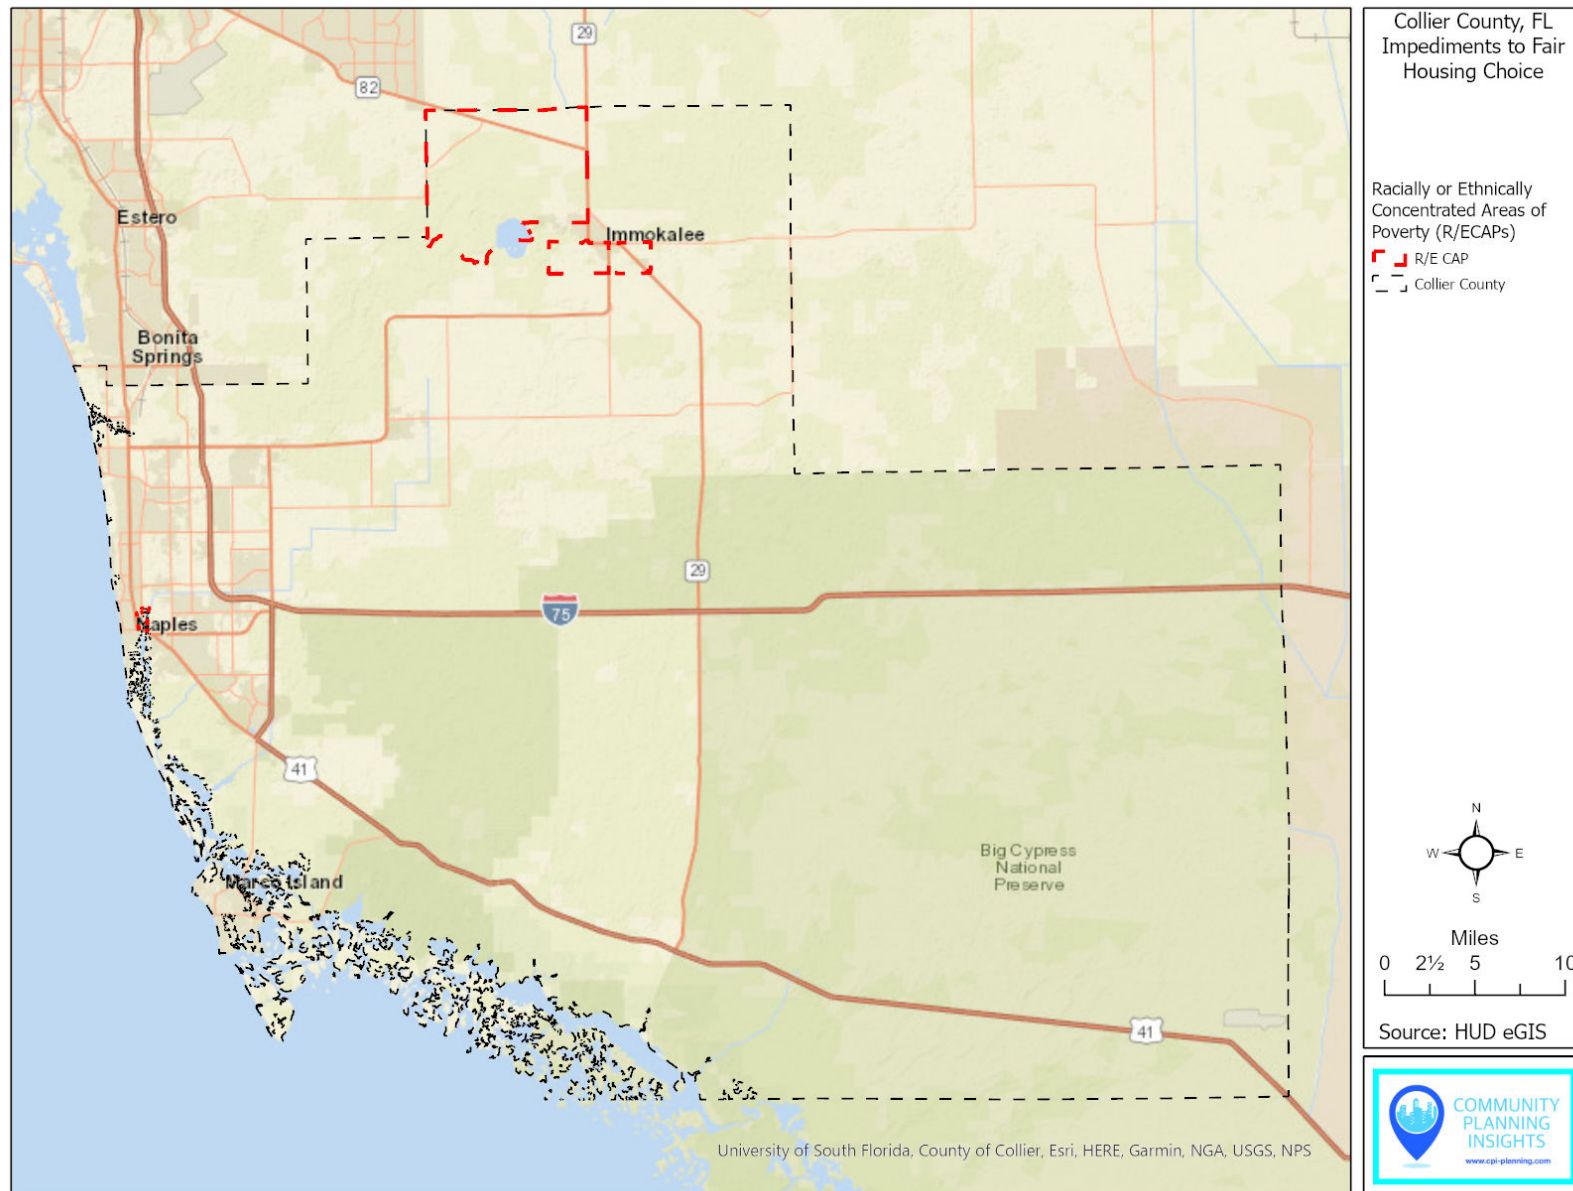 Collier County, FL
Impediments to Fair
Housing Choice
Racially or Ethnically
Concentrated Areas of
Poverty (R/ECAPs)
R/E CAP
Collier County
29
82
Estero
Immokalee
Bonita
Springs
29
75
Naples
41
Big Cypress
National
Preserve
Marco Island
41
University of South Florida, County of Collier, Esri, HERE, Garmin, NGA, USGS, NPS
N
W E
S
Miles
0 2½ 5 10
Source: HUD eGIS
COMMUNITY
PLANNING
INSIGHTS
www.cpi-planning.com